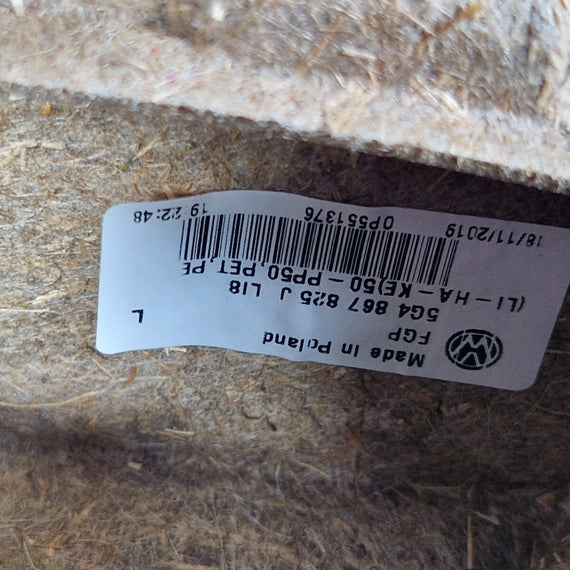 Made in Poland
FGP
5G4 867 825 J LI8
L
(LI-HA-KE)50-PP50, PET, PE
18/11/2019 0P551376 19:22:48